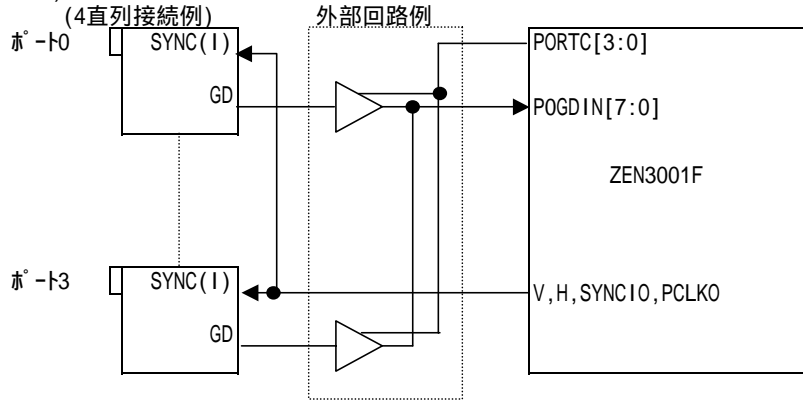 (4直列接続例)
外部回路例
ﾎﾟｰﾄ0
SYNC(I)
GD
PORTC[3:0]
POGDIN[7:0]
ZEN3001F
ﾎﾟｰﾄ3
SYNC(I)
GD
V,H,SYNCIO,PCLKO